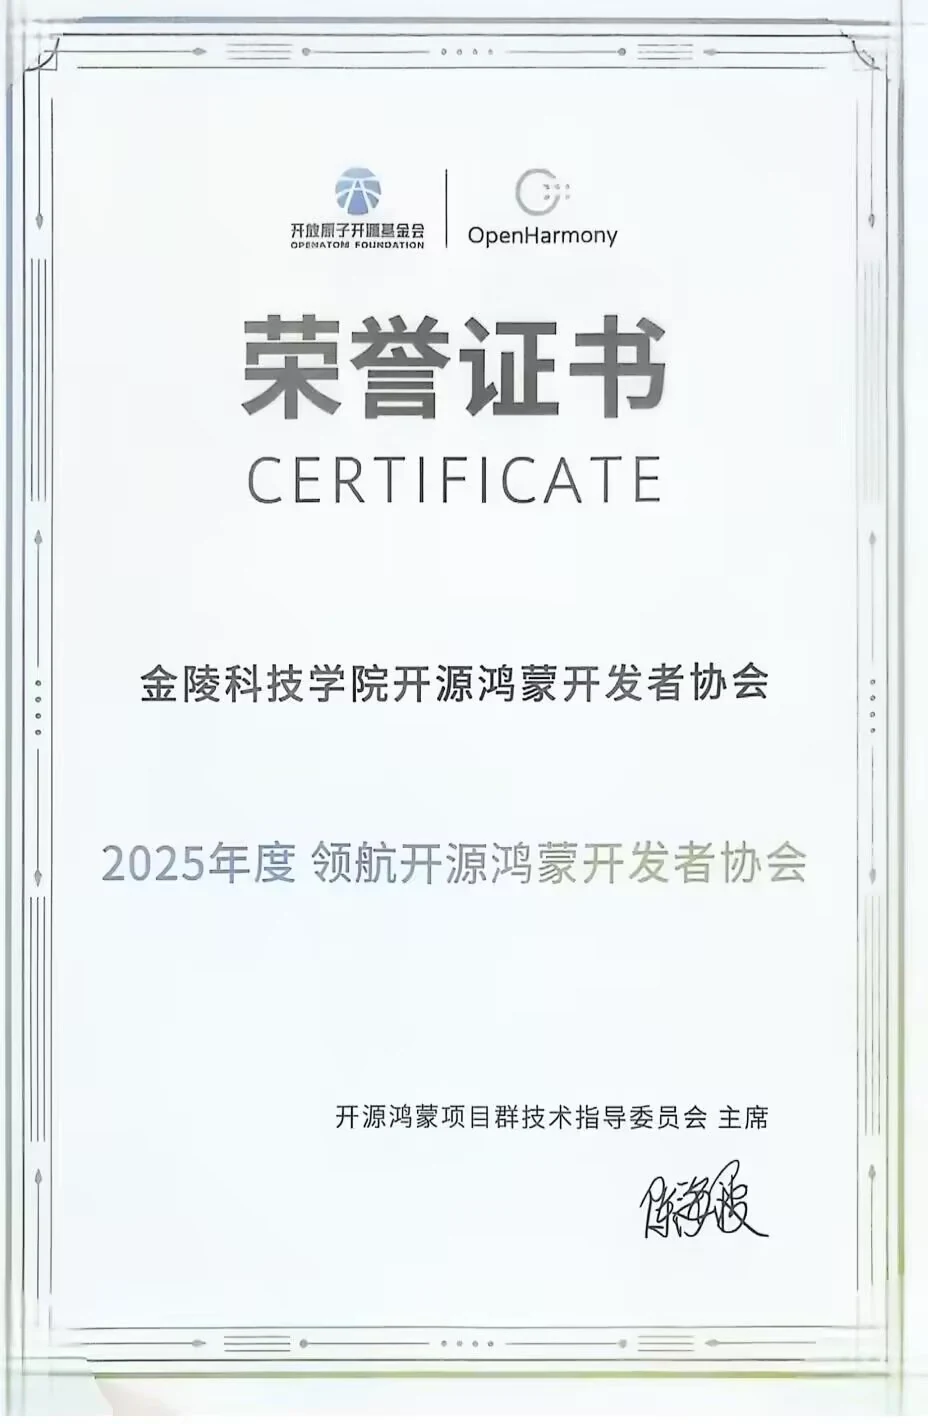 开放原子开源基金会
OPENATOM FOUNDATION
OpenHarmony
荣誉证书
CERTIFICATE
金陵科技学院开源鸿蒙开发者协会
2025年度 领航开源鸿蒙开发者协会
开源鸿蒙项目群技术指导委员会 主席
陈海波